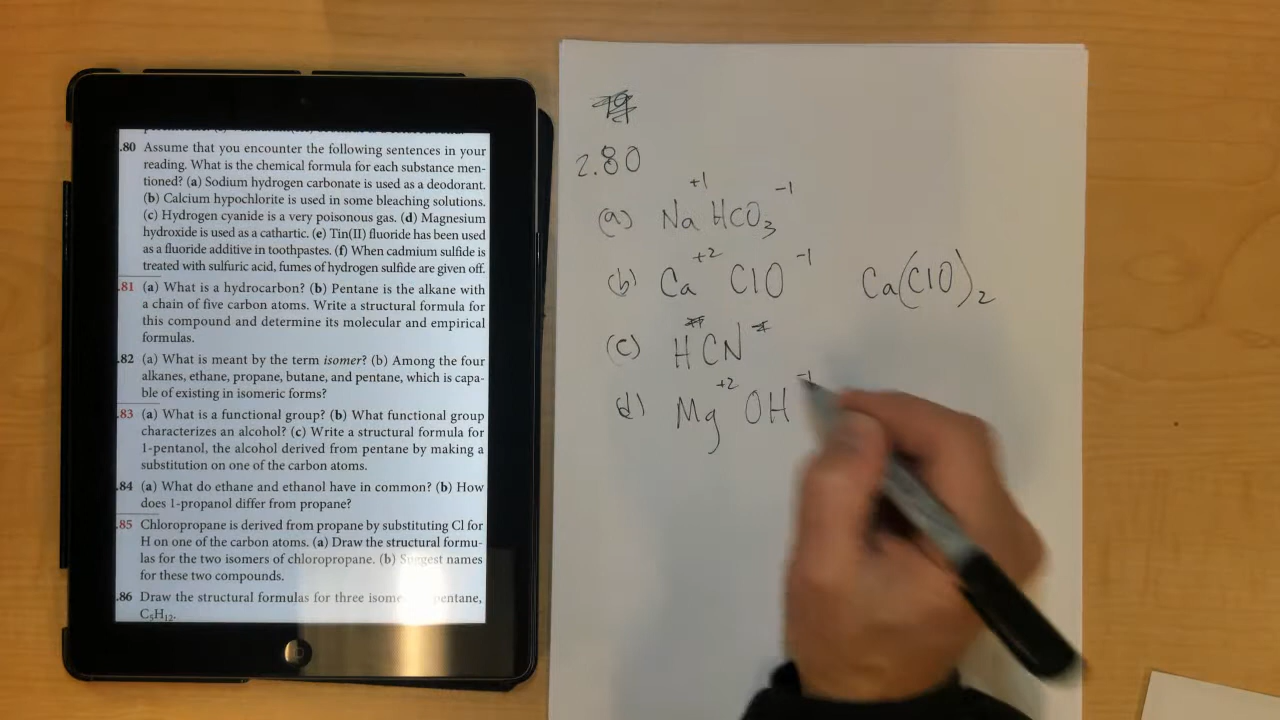 .80 Assume that you encounter the following sentences in your
reading. What is the chemical formula for each substance men-
tioned? (a) Sodium hydrogen carbonate is used as a deodorant.
(b) Calcium hypochlorite is used in some bleaching solutions.
(c) Hydrogen cyanide is a very poisonous gas. (d) Magnesium
hydroxide is used as a cathartic. (e) Tin(II) fluoride has been used
as a fluoride additive in toothpastes. (f) When cadmium sulfide is
treated with sulfuric acid, fumes of hydrogen sulfide are given off.
.81 (a) What is a hydrocarbon? (b) Pentane is the alkane with
a chain of five carbon atoms. Write a structural formula for
this compound and determine its molecular and empirical
formulas.
.82 (a) What is meant by the term isomer? (b) Among the four
alkanes, ethane, propane, butane, and pentane, which is capa-
ble of existing in isomeric forms?
.83 (a) What is a functional group? (b) What functional group
characterizes an alcohol? (c) Write a structural formula for
1-pentanol, the alcohol derived from pentane by making a
substitution on one of the carbon atoms.
.84 (a) What do ethane and ethanol have in common? (b) How
does 1-propanol differ from propane?
.85 Chloropropane is derived from propane by substituting Cl for
H on one of the carbon atoms. (a) Draw the structural formu-
las for the two isomers of chloropropane. (b) Suggest names
for these two compounds.
.86 Draw the structural formulas for three pentane,
C5H12.
2.80
(a) Na+1 HCO3-1
(b) Ca+2 ClO-1 Ca(ClO)2
(c) HCN
d) Mg+2 OH-1